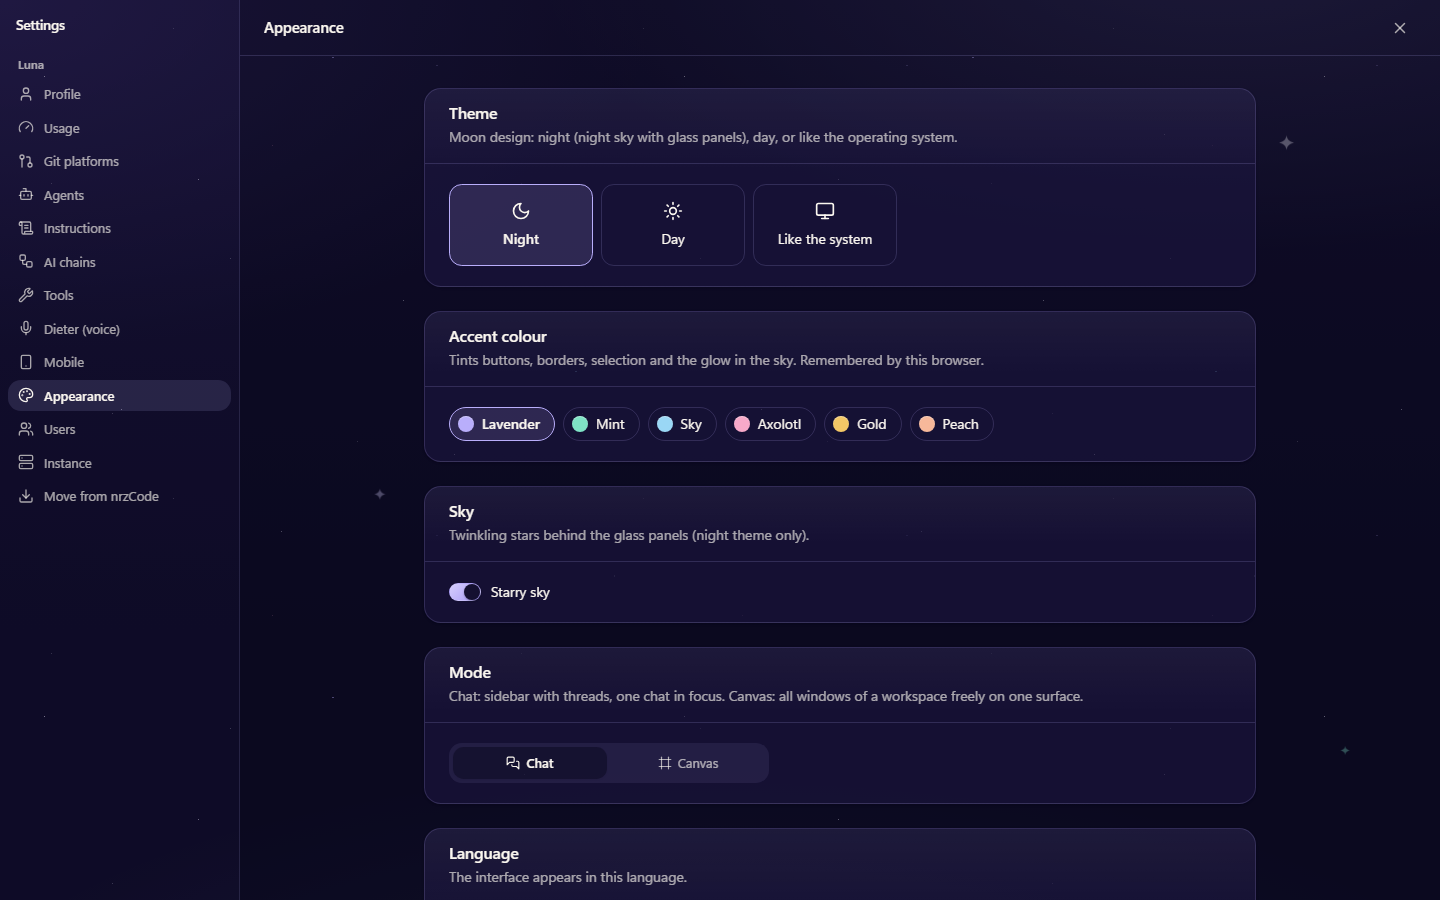 Settings
Luna
Profile
Usage
Git platforms
Agents
Instructions
AI chains
Tools
Dieter (voice)
Mobile
Appearance
Users
Instance
Move from nrzCode
Appearance
Theme
Moon design: night (night sky with glass panels), day, or like the operating system.
Night
Day
Like the system
Accent colour
Tints buttons, borders, selection and the glow in the sky. Remembered by this browser.
Lavender
Mint
Sky
Axolotl
Gold
Peach
Sky
Twinkling stars behind the glass panels (night theme only).
Starry sky
Mode
Chat: sidebar with threads, one chat in focus. Canvas: all windows of a workspace freely on one surface.
Chat
Canvas
Language
The interface appears in this language.